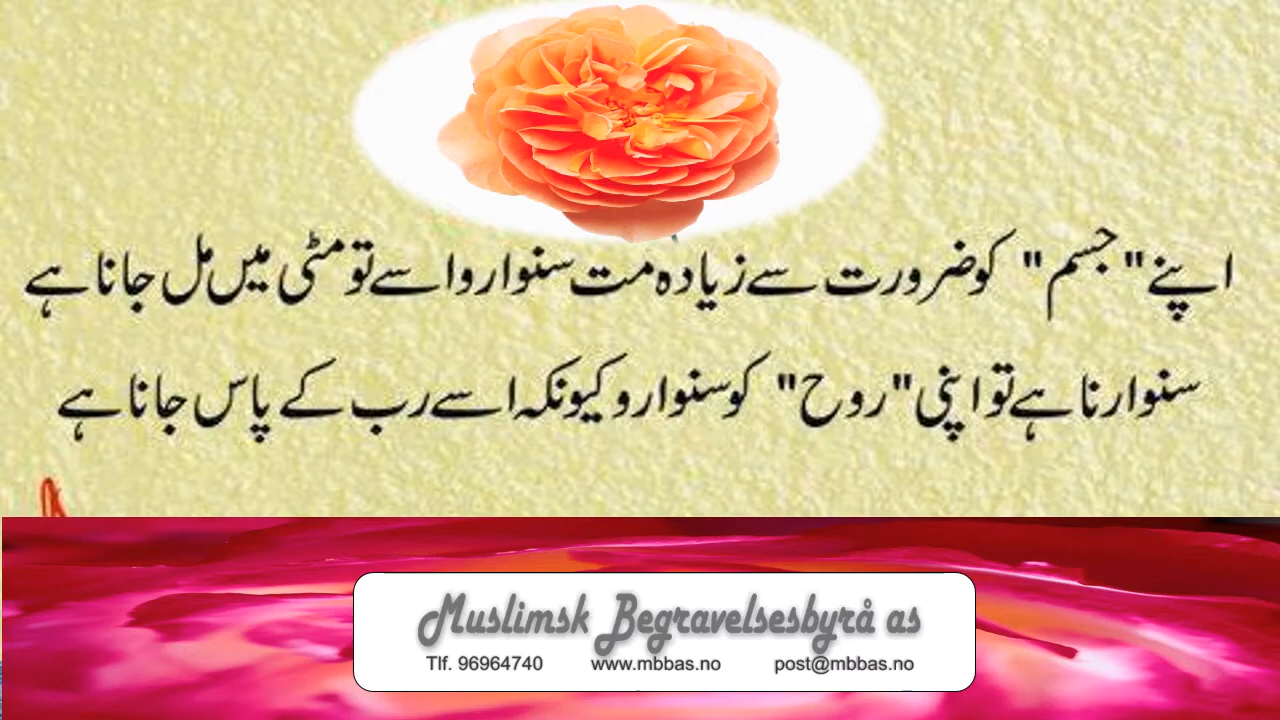 اپنے "جسم" کو ضرورت سے زیادہ مت سنوارو اسے تو مٹی میں مل جانا ہے
سنوارنا ہے تو اپنی "روح" کو سنوارو کیونکہ اسے رب کے پاس جانا ہے
Muslimsk Begravelsesbyrå as
Tlf. 96964740 www.mbbas.no post@mbbas.no